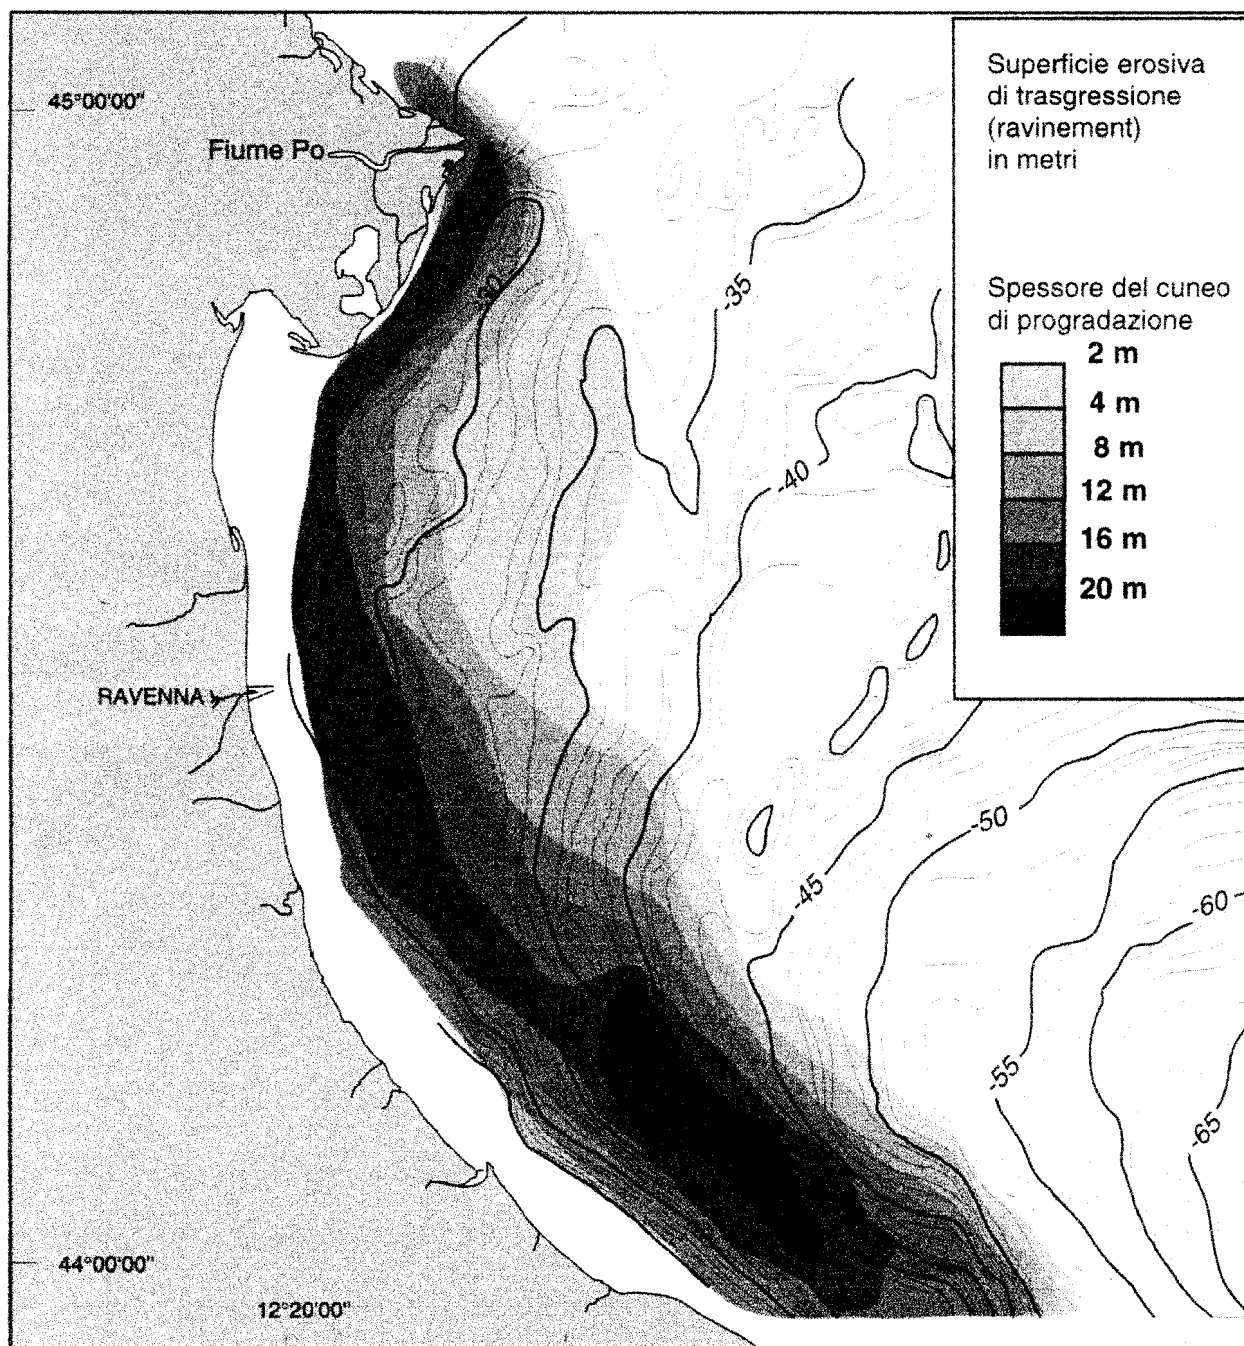 Superficie erosiva
di trasgressione
(ravinement)
in metri
Spessore del cuneo
di progradazione
2 m
4 m
8 m
12 m
16 m
20 m
45°00'00"
Fiume Po
-30
-35
-40
RAVENNA
-50
-45
-60
-55
-65
44°00'00"
12°20'00"